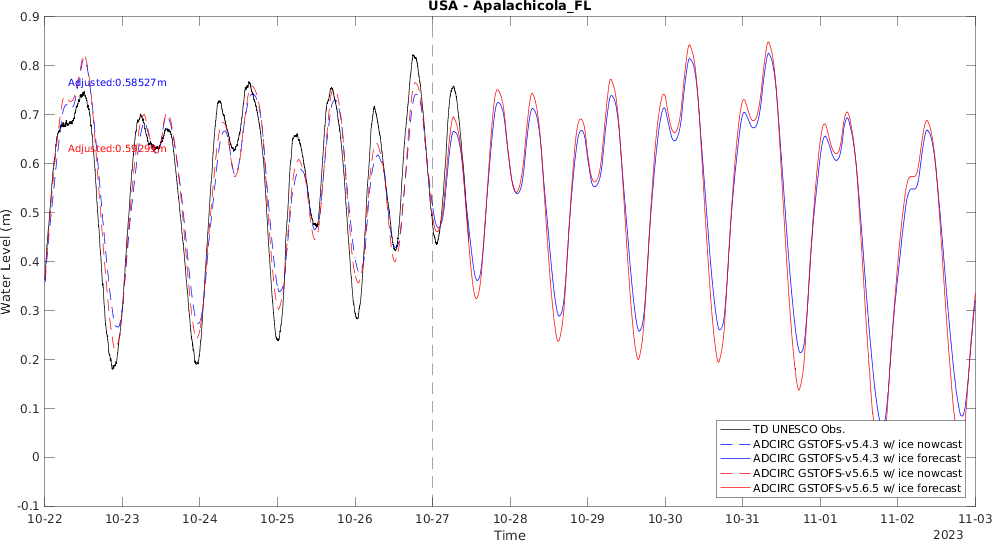 USA - Apalachicola_FL
0.9
0.8
Adjusted:0.58527m
0.7
Adjusted:0.59299m
0.6
0.5
Water Level (m)
0.4
0.3
0.2
0.1
0
-0.1
TD UNESCO Obs.
ADCIRC GSTOFS-v5.4.3 w/ ice nowcast
ADCIRC GSTOFS-v5.4.3 w/ ice forecast
ADCIRC GSTOFS-v5.6.5 w/ ice nowcast
ADCIRC GSTOFS-v5.6.5 w/ ice forecast
10-22 10-23 10-24 10-25 10-26 10-27 10-28 10-29 10-30 10-31 11-01 11-02 11-03
Time
2023